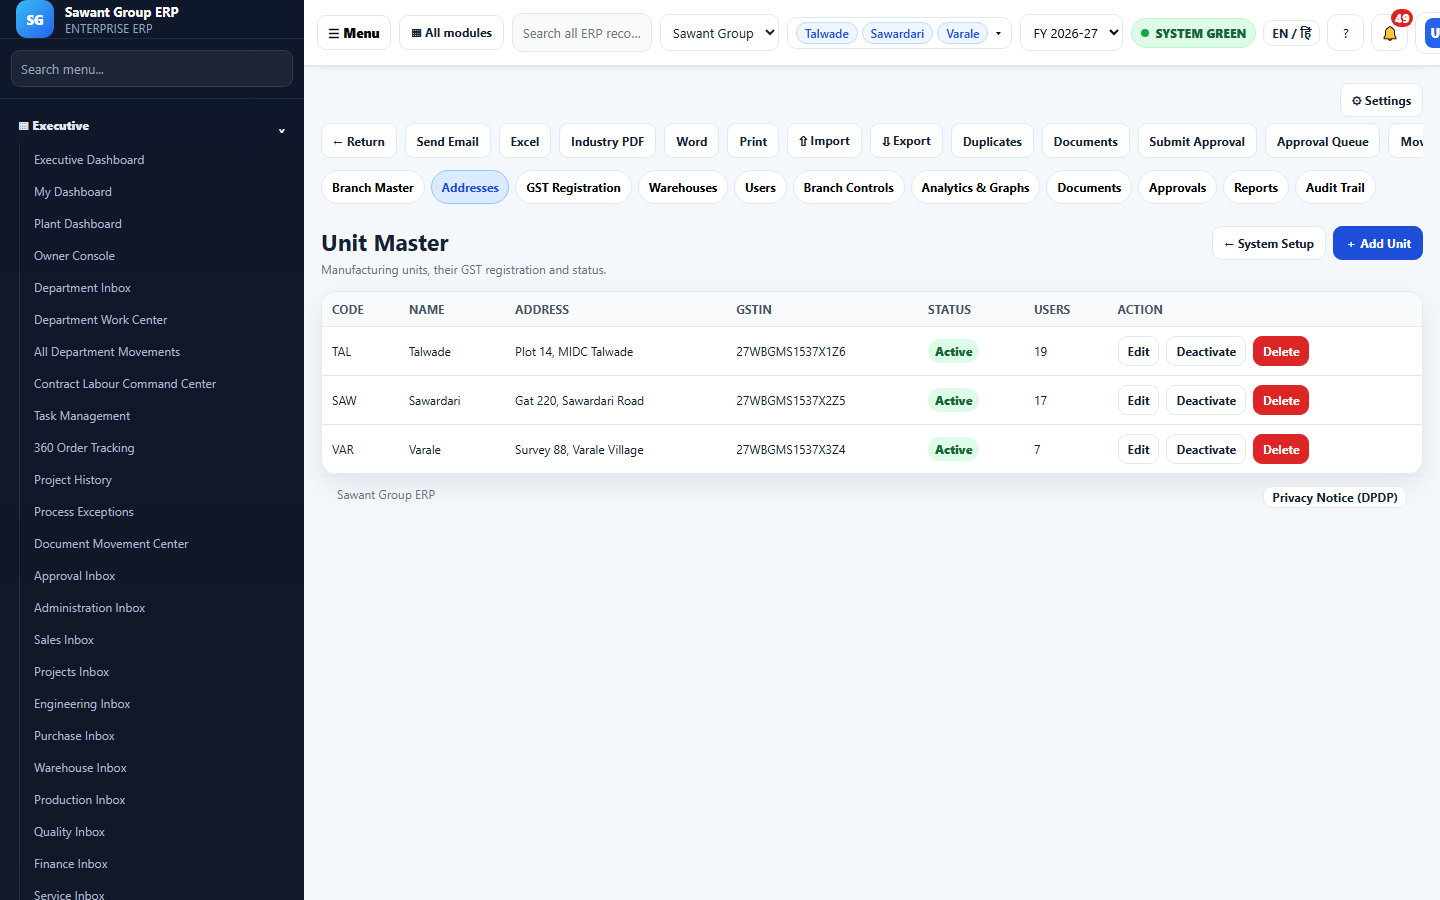 SG
Sawant Group ERP
ENTERPRISE ERP
Search menu...
Executive
Executive Dashboard
My Dashboard
Plant Dashboard
Owner Console
Department Inbox
Department Work Center
All Department Movements
Contract Labour Command Center
Task Management
360 Order Tracking
Project History
Process Exceptions
Document Movement Center
Approval Inbox
Administration Inbox
Sales Inbox
Projects Inbox
Engineering Inbox
Purchase Inbox
Warehouse Inbox
Production Inbox
Quality Inbox
Finance Inbox
Service Inbox
☰ Menu All modules Search all ERP reco... Sawant Group Talwade Sawardari Varale FY 2026-27 SYSTEM GREEN EN / हिं ? 49 U
⚙ Settings
← Return Send Email Excel Industry PDF Word Print ⇧ Import ⇩ Export Duplicates Documents Submit Approval Approval Queue Mov
Branch Master Addresses GST Registration Warehouses Users Branch Controls Analytics & Graphs Documents Approvals Reports Audit Trail
Unit Master
← System Setup + Add Unit
Manufacturing units, their GST registration and status.
CODE NAME ADDRESS GSTIN STATUS USERS ACTION
TAL Talwade Plot 14, MIDC Talwade 27WBGMS1537X1Z6 Active 19 Edit Deactivate Delete
SAW Sawardari Gat 220, Sawardari Road 27WBGMS1537X2Z5 Active 17 Edit Deactivate Delete
VAR Varale Survey 88, Varale Village 27WBGMS1537X3Z4 Active 7 Edit Deactivate Delete
Sawant Group ERP
Privacy Notice (DPDP)